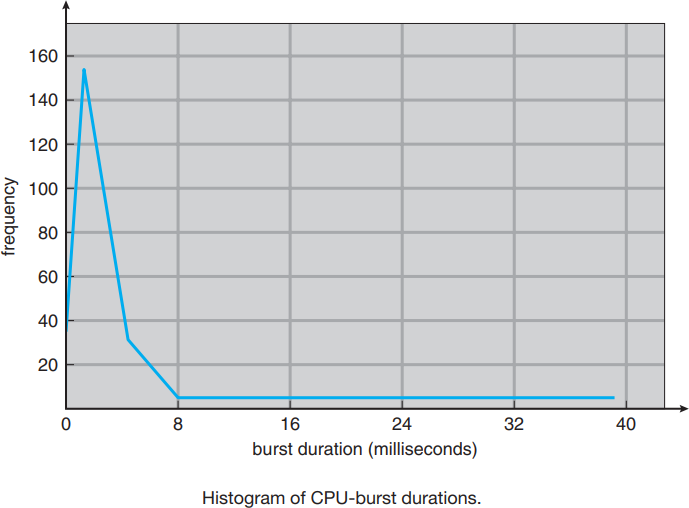 160
140
120
100
80
60
40
20
frequency
0 8 16 24 32 40
burst duration (milliseconds)
Histogram of CPU-burst durations.